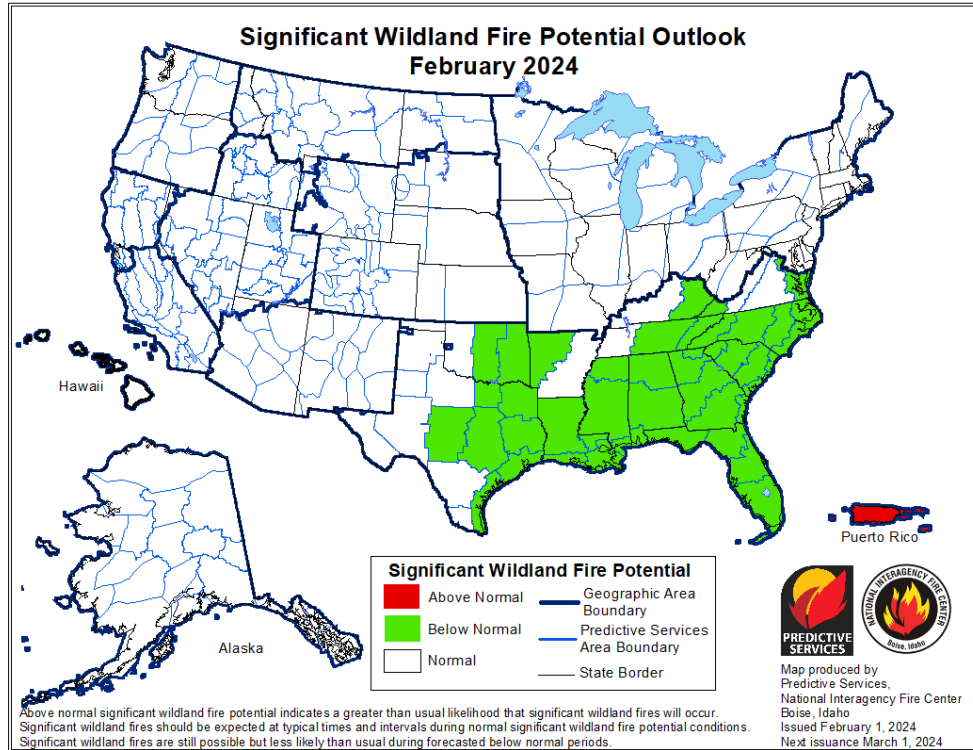 Significant Wildland Fire Potential Outlook
February 2024
Hawaii
Alaska
Puerto Rico
Significant Wildland Fire Potential
Above Normal
Below Normal
Normal
Geographic Area
Boundary
Predictive Services
Area Boundary
State Border
PREDICTIVE
SERVICES
NATIONAL INTERAGENCY FIRE CENTER
Boise, Idaho
Map produced by
Predictive Services,
National Interagency Fire Center
Boise, Idaho
Issued February 1, 2024
Next issuance March 1, 2024
Above normal significant wildland fire potential indicates a greater than usual likelihood that significant wildland fires will occur.
Significant wildland fires should be expected at typical times and intervals during normal significant wildland fire potential conditions.
Significant wildland fires are still possible but less likely than usual during forecasted below normal periods.